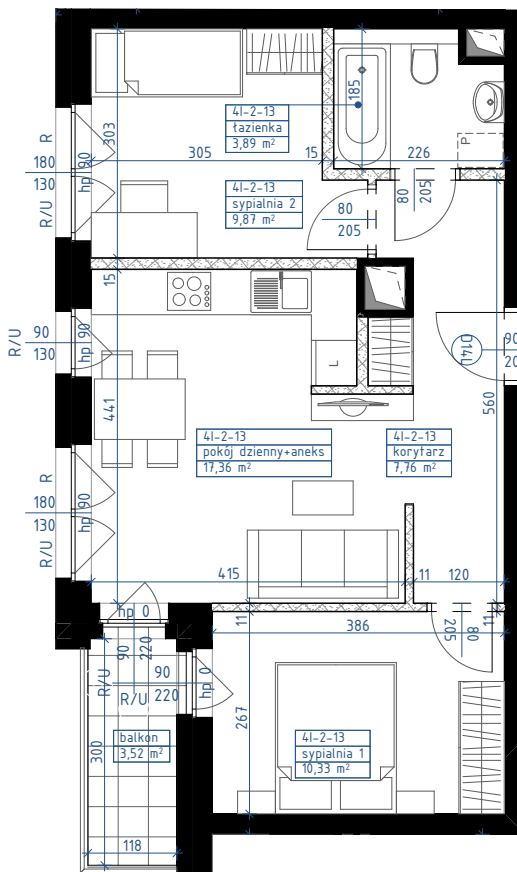 185
4I-2-13
łazienka
3,89 m²
303
305
15
226
R
180
130
R/U
hp 90
4I-2-13
sypialnia 2
9,87 m²
80
205
80
205
P
15
R/U
90
130
hp 90
L
D14L
90
20
560
441
4I-2-13
pokój dzienny+aneks
17,36 m²
4I-2-13
korytarz
7,76 m²
R
180
130
R/U
hp 90
415
11
120
hp 0
90
220
R/U
11
386
80
205
11
90
R/U 220
hp 0
267
300
balkon
3,52 m²
4I-2-13
sypialnia 1
10,33 m²
118